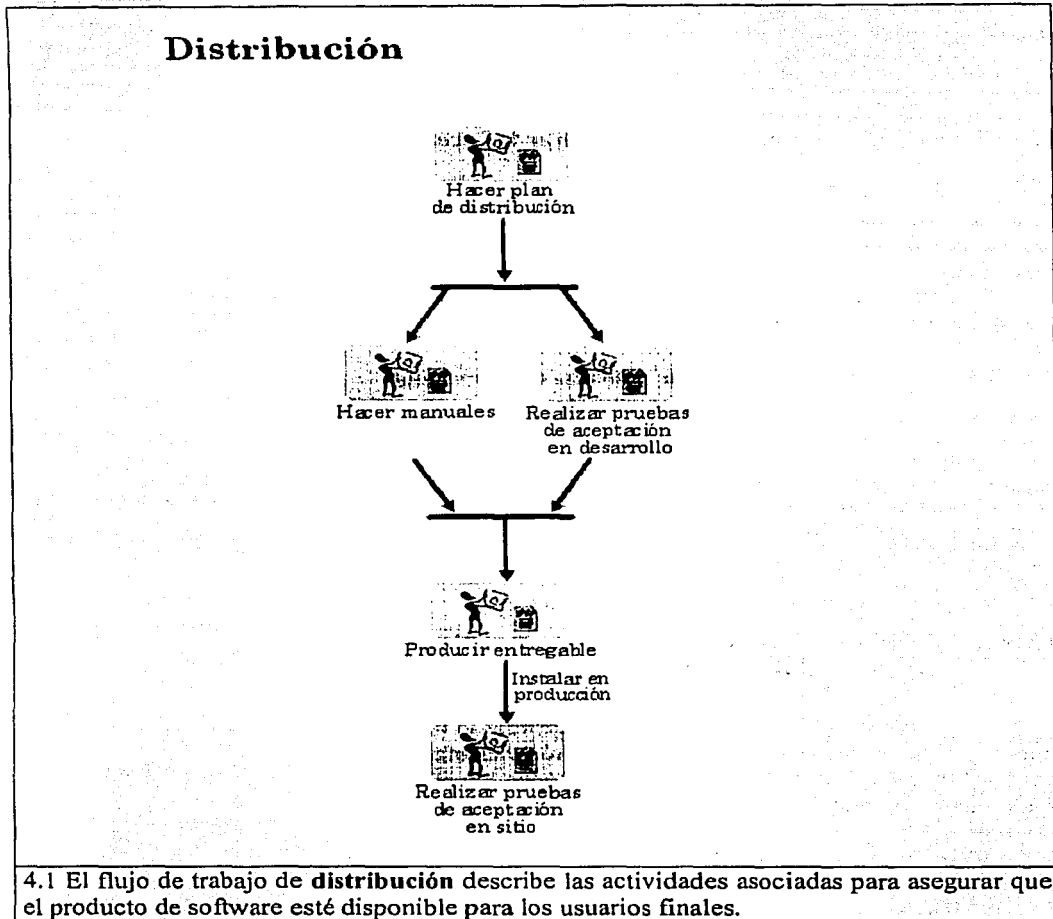 Distribución
Hacer plan
de distribución
Hacer manuales
Realizar pruebas
de aceptación
en desarrollo
Producir entregable
Instalar en
producción
Realizar pruebas
de aceptación
en sitio
4.1 El flujo de trabajo de distribución describe las actividades asociadas para asegurar que
el producto de software esté disponible para los usuarios finales.